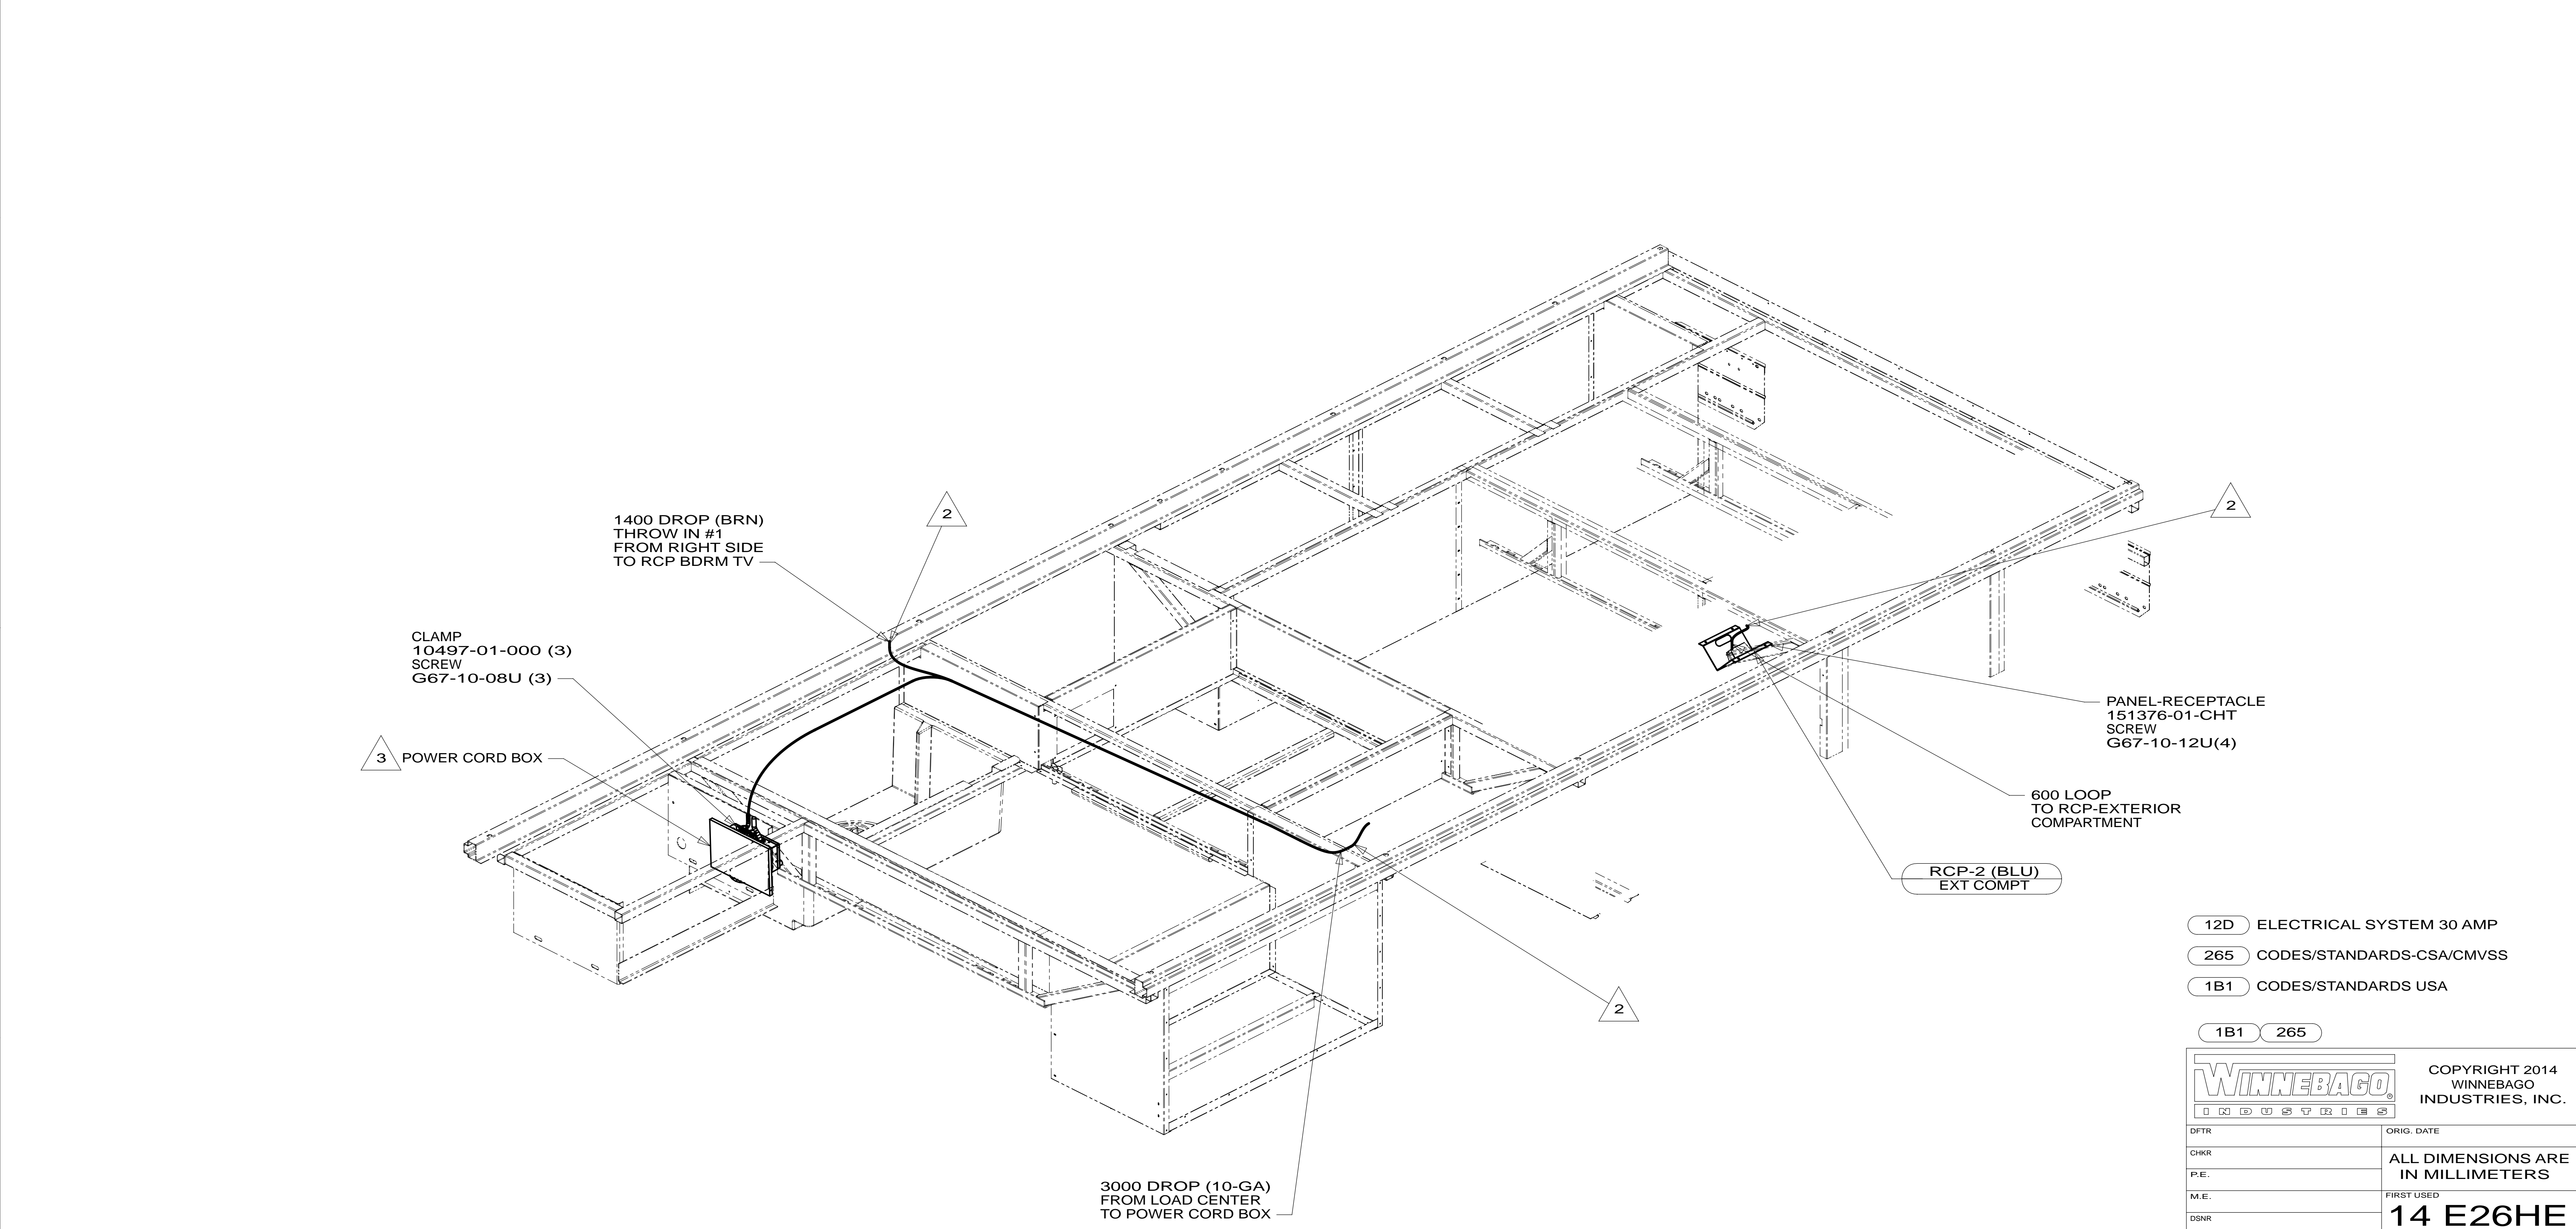 2
2
1400 DROP (BRN)
THROW IN #1
FROM RIGHT SIDE
TO RCP BDRM TV
CLAMP
10497-01-000 (3)
SCREW
G67-10-08U (3)
3 POWER CORD BOX
PANEL-RECEPTACLE
151376-01-CHT
SCREW
G67-10-12U(4)
600 LOOP
TO RCP-EXTERIOR
COMPARTMENT
RCP-2 (BLU)
EXT COMPT
2
3000 DROP (10-GA)
FROM LOAD CENTER
TO POWER CORD BOX
12D ELECTRICAL SYSTEM 30 AMP
265 CODES/STANDARDS-CSA/CMVSS
1B1 CODES/STANDARDS USA
1B1 265
WINNEBAGO®
INDUSTRIES
COPYRIGHT 2014
WINNEBAGO
INDUSTRIES, INC.
DFTR
ORIG. DATE
CHKR
ALL DIMENSIONS ARE
IN MILLIMETERS
P.E.
M.E.
FIRST USED
14 E26HE
DSNR